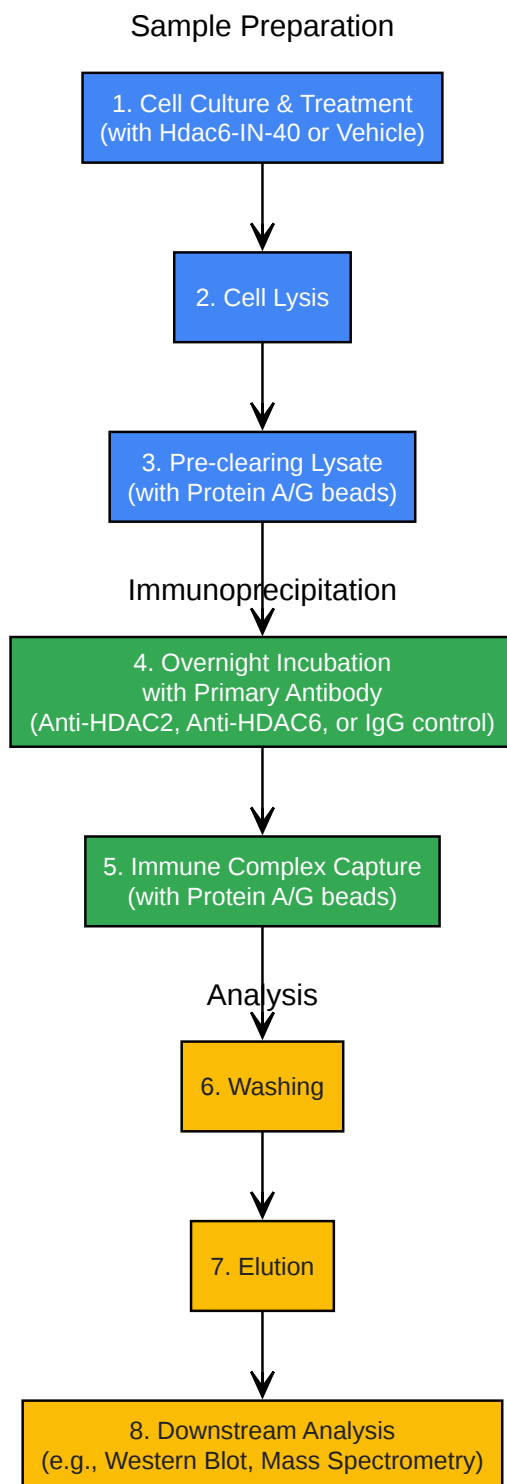 Sample Preparation
1. Cell Culture & Treatment
(with Hdac6-IN-40 or Vehicle)
2. Cell Lysis
3. Pre-clearing Lysate
(with Protein A/G beads)
Immunoprecipitation
4. Overnight Incubation
with Primary Antibody
(Anti-HDAC2, Anti-HDAC6, or IgG control)
5. Immune Complex Capture
(with Protein A/G beads)
Analysis
6. Washing
7. Elution
8. Downstream Analysis
(e.g., Western Blot, Mass Spectrometry)